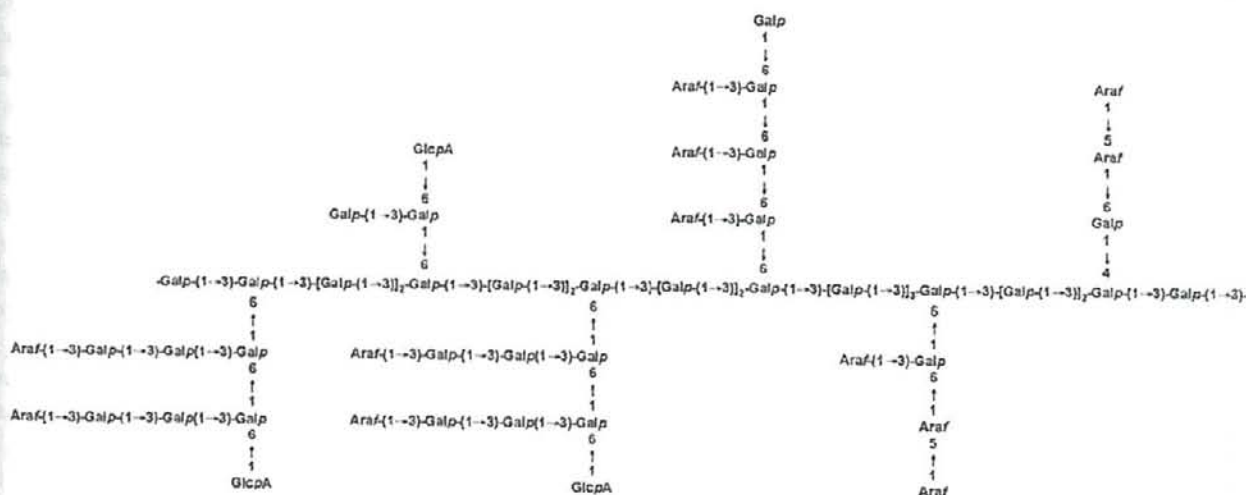 Galp
1
↓
6
Araf-(1→3)-Galp Araf
1 1
↓ ↓
6 5
GlcpA Araf-(1→3)-Galp Araf
1 1 1
↓ ↓ ↓
6 6 6
Galp-(1→3)-Galp Araf-(1→3)-Galp Galp
1 1 1
↓ ↓ ↓
6 6 4
-Galp-(1→3)-Galp-(1→3)-[Galp-(1→3)]2-Galp-(1→3)-[Galp-(1→3)]2-Galp-(1→3)-[Galp-(1→3)]2-Galp-(1→3)-[Galp-(1→3)]-Galp-(1→3)-[Galp-(1→3)]2-Galp-(1→3)-Galp-(1→3)-
6 6 6
↑ ↑ ↑
1 1 1
Araf-(1→3)-Galp-(1→3)-Galp(1→3)-Galp Araf-(1→3)-Galp-(1→3)-Galp(1→3)-Galp Araf-(1→3)-Galp
6 6 6
↑ ↑ ↑
1 1 1
Araf-(1→3)-Galp-(1→3)-Galp(1→3)-Galp Araf-(1→3)-Galp-(1→3)-Galp(1→3)-Galp Araf
6 6 5
↑ ↑ ↑
1 1 1
GlcpA GlcpA Araf